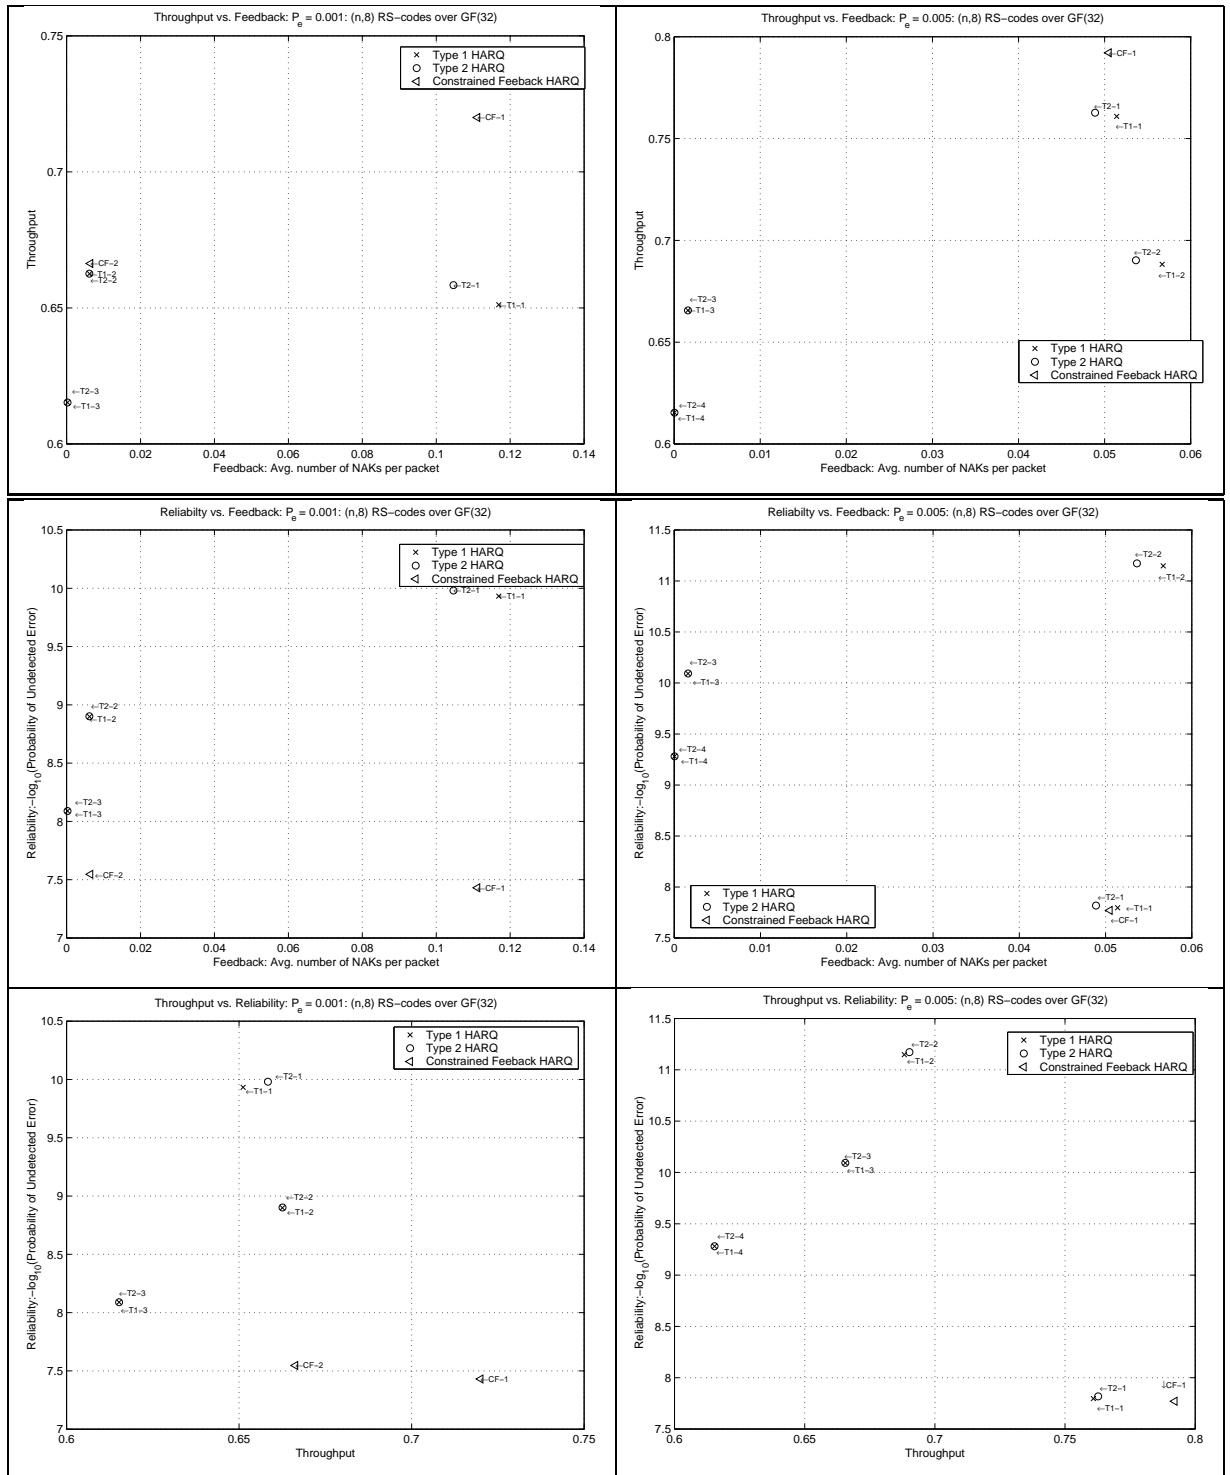 Throughput vs. Feedback: Pe = 0.001: (n,8) RS−codes over GF(32)
0.75
0.7
0.65
0.6
Throughput
× Type 1 HARQ
○ Type 2 HARQ
◁ Constrained Feeback HARQ
←CF−1
←CF−2
←T1−2
←T2−2
←T2−1
←T1−1
←T2−3
←T1−3
0 0.02 0.04 0.06 0.08 0.1 0.12 0.14
Feedback: Avg. number of NAKs per packet
Throughput vs. Feedback: Pe = 0.005: (n,8) RS−codes over GF(32)
0.8
0.75
0.7
0.65
0.6
Throughput
←CF−1
←T2−1
←T1−1
←T2−2
←T1−2
←T2−3
←T1−3
× Type 1 HARQ
○ Type 2 HARQ
◁ Constrained Feeback HARQ
←T2−4
←T1−4
0 0.01 0.02 0.03 0.04 0.05 0.06
Feedback: Avg. number of NAKs per packet
Reliabilty vs. Feedback: Pe = 0.001: (n,8) RS−codes over GF(32)
10.5
10
9.5
9
8.5
8
7.5
7
Reliability:−log10(Probability of Undetected Error)
× Type 1 HARQ
○ Type 2 HARQ
◁ Constrained Feeback HARQ
←T2−1
←T1−1
←T2−2
←T1−2
←T2−3
←T1−3
←CF−2
←CF−1
0 0.02 0.04 0.06 0.08 0.1 0.12 0.14
Feedback: Avg. number of NAKs per packet
Reliabilty vs. Feedback: Pe = 0.005: (n,8) RS−codes over GF(32)
11.5
11
10.5
10
9.5
9
8.5
8
7.5
Reliability:−log10(Probability of Undetected Error)
←T2−2
←T1−2
←T2−3
←T1−3
←T2−4
←T1−4
× Type 1 HARQ
○ Type 2 HARQ
◁ Constrained Feeback HARQ
←T2−1
←T1−1
←CF−1
0 0.01 0.02 0.03 0.04 0.05 0.06
Feedback: Avg. number of NAKs per packet
Throughput vs. Reliability: Pe = 0.001: (n,8) RS−codes over GF(32)
10.5
10
9.5
9
8.5
8
7.5
7
Reliability:−log10(Probability of Undetected Error)
× Type 1 HARQ
○ Type 2 HARQ
◁ Constrained Feeback HARQ
←T2−1
←T1−1
←T2−2
←T1−2
←T2−3
←T1−3
←CF−2
←CF−1
0.6 0.65 0.7 0.75
Throughput
Throughput vs. Reliability: Pe = 0.005: (n,8) RS−codes over GF(32)
11.5
11
10.5
10
9.5
9
8.5
8
7.5
Reliability:−log10(Probability of Undetected Error)
× Type 1 HARQ
○ Type 2 HARQ
◁ Constrained Feeback HARQ
←T2−2
←T1−2
←T2−3
←T1−3
←T2−4
←T1−4
↓CF−1
←T2−1
←T1−1
0.6 0.65 0.7 0.75 0.8
Throughput